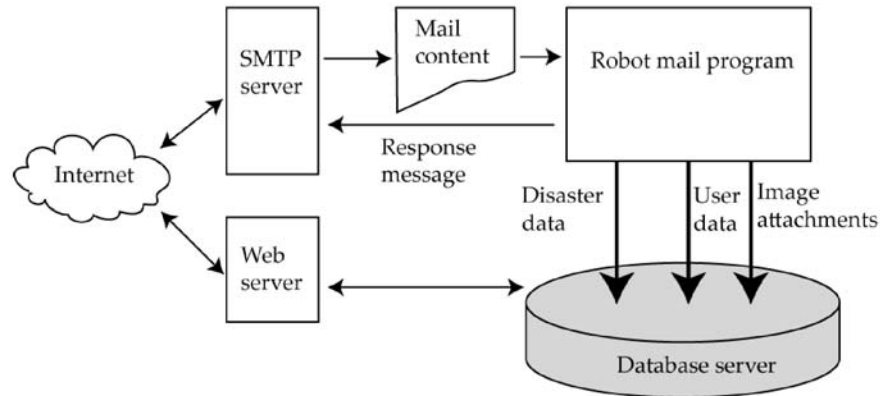 SMTP
server
Mail
content
Robot mail program
Response
message
Internet
Disaster
data
User
data
Image
attachments
Web
server
Database server